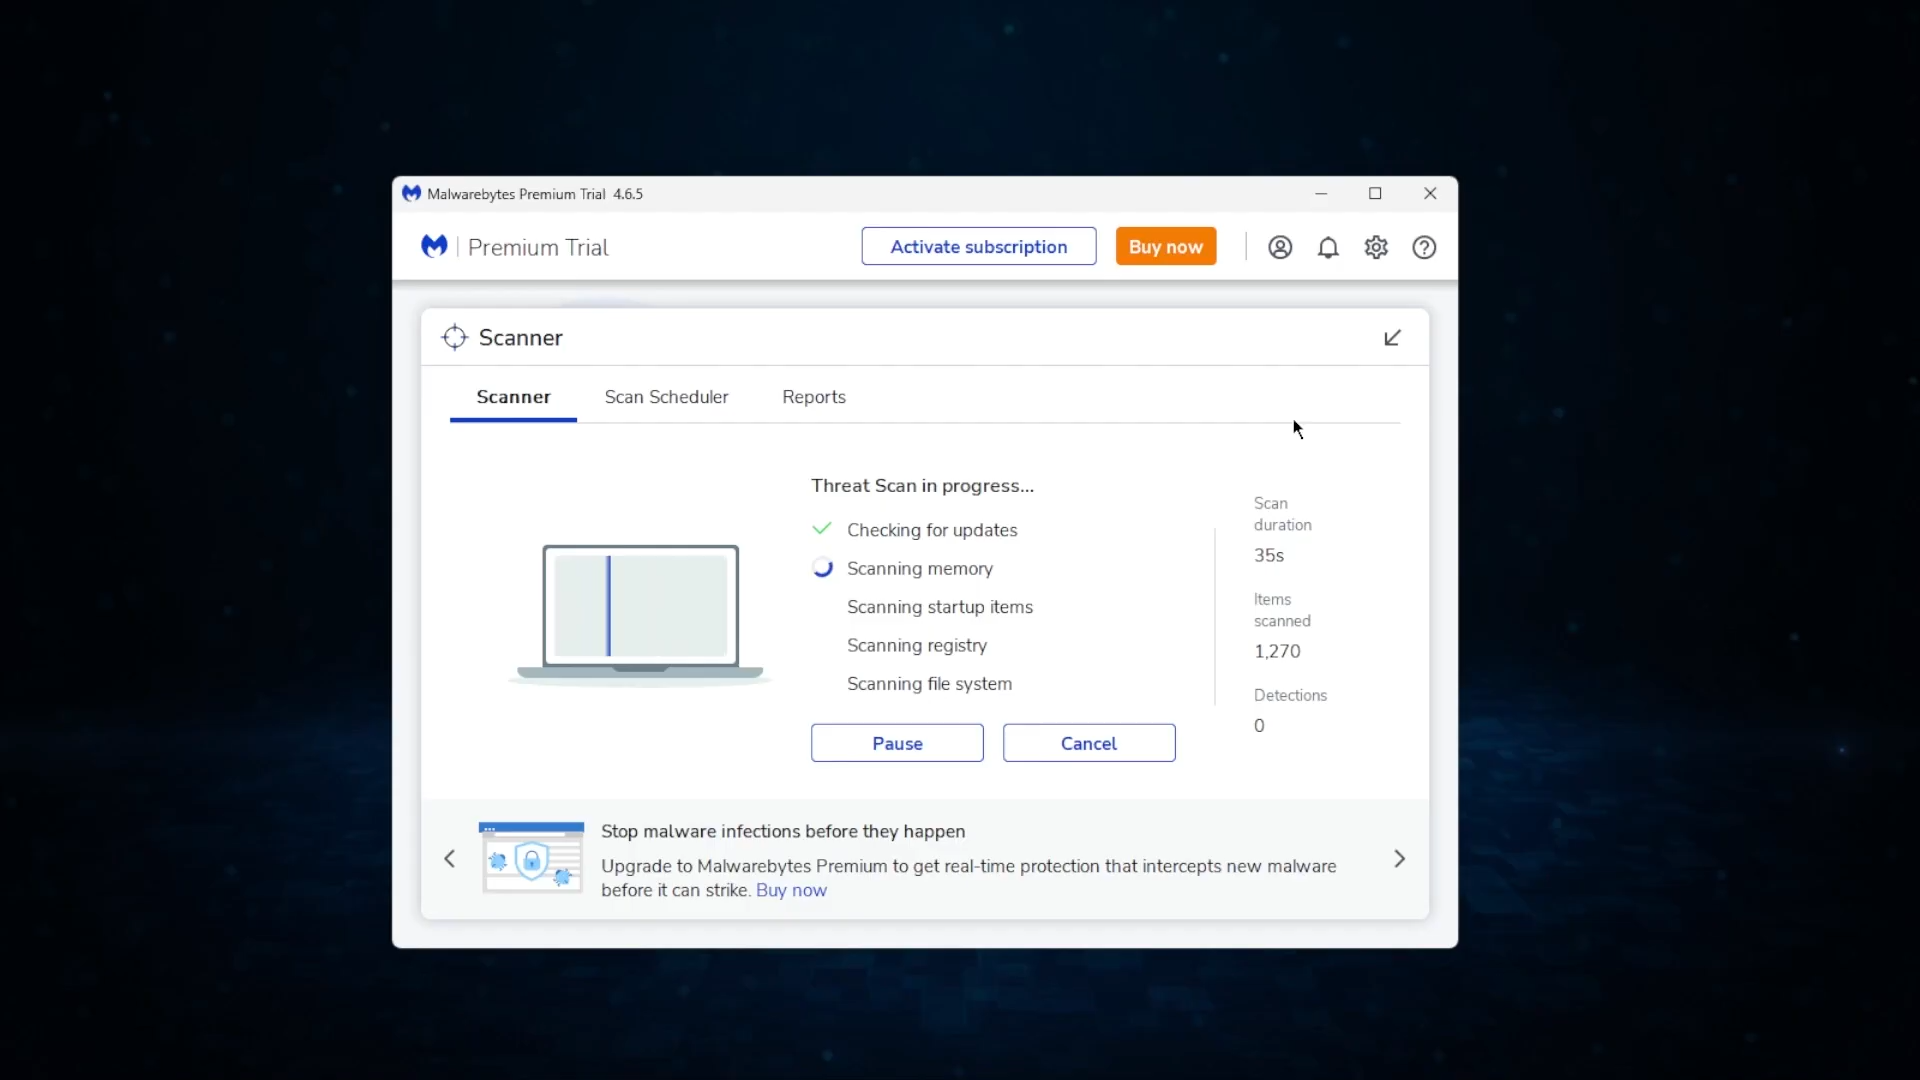 Malwarebytes Premium Trial 4.6.5
Premium Trial
Activate subscription
Buy now
Scanner
Scanner
Scan Scheduler
Reports
Threat Scan in progress...
Checking for updates
Scanning memory
Scanning startup items
Scanning registry
Scanning file system
Pause
Cancel
Scan
duration
35s
Items
scanned
1,270
Detections
0
Stop malware infections before they happen
Upgrade to Malwarebytes Premium to get real-time protection that intercepts new malware
before it can strike. Buy now